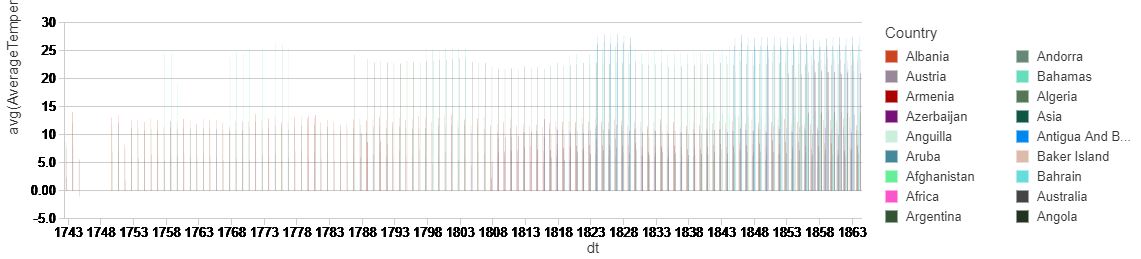 avg(AverageTemper
30
25
20
15
10
5
0.00
-5.0
1743 1748 1753 1758 1763 1768 1773 1778 1783 1788 1793 1798 1803 1808 1813 1818 1823 1828 1833 1838 1843 1848 1853 1858 1863
dt
Country
Albania
Austria
Armenia
Azerbaijan
Anguilla
Aruba
Afghanistan
Africa
Argentina
Andorra
Bahamas
Algeria
Asia
Antigua And B...
Baker Island
Bahrain
Australia
Angola